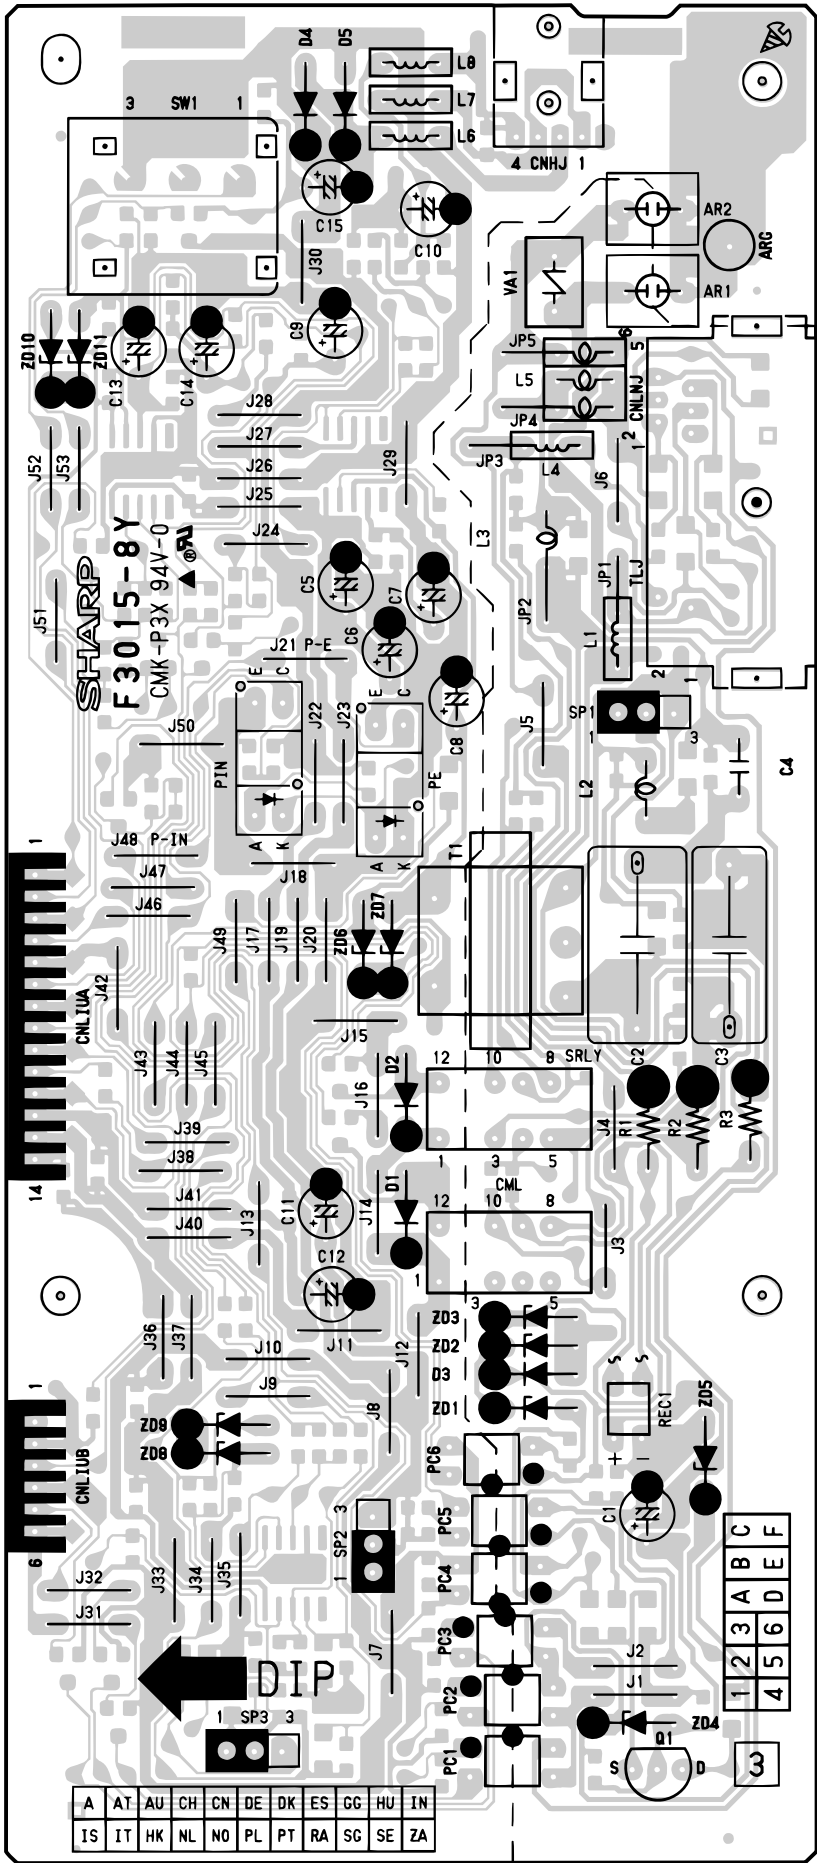 D4 D5
L8
L7
L6
3 SW1 1
4 CNHJ 1
C15
C10
J30
AR2
ARG
VA1
AR1
ZD10
ZD11
C13
C14
C9
JP5
6
5
L5
CNLNJ
JP4
2
1
J28
J27
J26
J25
J24
J52
J53
J29
JP3
L4
J6
L3
SHARP
F3015-8Y
CMK-P3X 94V-0
®
J51
C5
C7
C6
JP2
JP1
TLJ
L1
J21 P-E
2
1
E C
E C
J22
J23
C8
J5
SP1
1
3
J50
PIN
PE
L2
C4
A K
A K
1
J48 P-IN
J47
J46
J18
T1
J49
J17
J19
J20
ZD6
ZD7
J42
CNLIUA
J15
J43
J44
J45
J16
D2
12 10 8 SRLY
C2
C3
J4
R1
R2
R3
J39
J38
1 3 5
14
J41
J40
J13
C11
J14
D1
CML
12 10 8
J3
C12
1
3 5
J36
J37
J11
J12
ZD3
ZD2
D3
ZD1
J10
J9
J8
S S
REC1
ZD5
1
ZD9
ZD8
CNLIUB
PC6
+ −
C1
3
SP2
1
PC5
PC4
6
J32
J31
J33
J34
J35
C F
B E
A D
3 6
2 5
1 4
J7
PC3
J2
J1
DIP
PC2
ZD4
1 SP3 3
PC1
Q1
S D
3
A AT AU CH CN DE DK ES GG HU IN
IS IT HK NL NO PL PT RA SG SE ZA